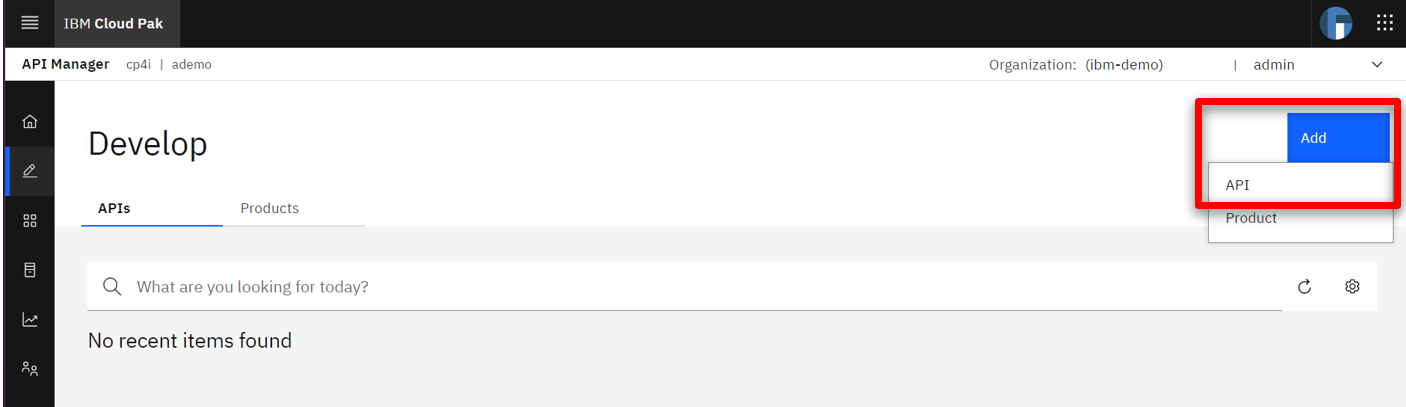 IBM Cloud Pak
API Manager cp4i | ademo Organization: (ibm-demo) | admin
Develop
Add
API
Product
APIs Products
What are you looking for today?
No recent items found